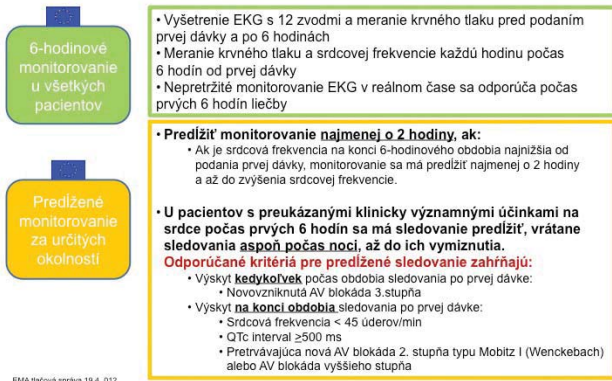 6-hodinové
monitorovanie
u všetkých
pacientov
• Vyšetrenie EKG s 12 zvodmi a meranie krvného tlaku pred podaním
prvej dávky a po 6 hodinách
• Meranie krvného tlaku a srdcovej frekvencie každú hodinu počas
6 hodín od prvej dávky
• Nepretržité monitorovanie EKG v reálnom čase sa odporúča počas
prvých 6 hodín liečby
Predĺžené
monitorovanie
za určitých
okolností
• Predĺžiť monitorovanie najmenej o 2 hodiny, ak:
• Ak je srdcová frekvencia na konci 6-hodinového obdobia najnižšia od
podania prvej dávky, monitorovanie sa má predĺžiť najmenej o 2 hodiny
a až do zvýšenia srdcovej frekvencie.
• U pacientov s preukázanými klinicky významnými účinkami na
srdce počas prvých 6 hodín sa má sledovanie predĺžiť, vrátane
sledovania aspoň počas noci, až do ich vymiznutia.
Odporúčané kritériá pre predĺžené sledovanie zahŕňajú:
• Výskyt kedykoľvek počas obdobia sledovania po prvej dávke:
• Novovzniknutá AV blokáda 3.stupňa
• Výskyt na konci obdobia sledovania po prvej dávke:
• Srdcová frekvencia < 45 úderov/min
• QTc interval ≥500 ms
• Pretrvávajúca nová AV blokáda 2. stupňa typu Mobitz I (Wenckebach)
alebo AV blokáda vyššieho stupňa
EMA tlačová správa 19.4. 012